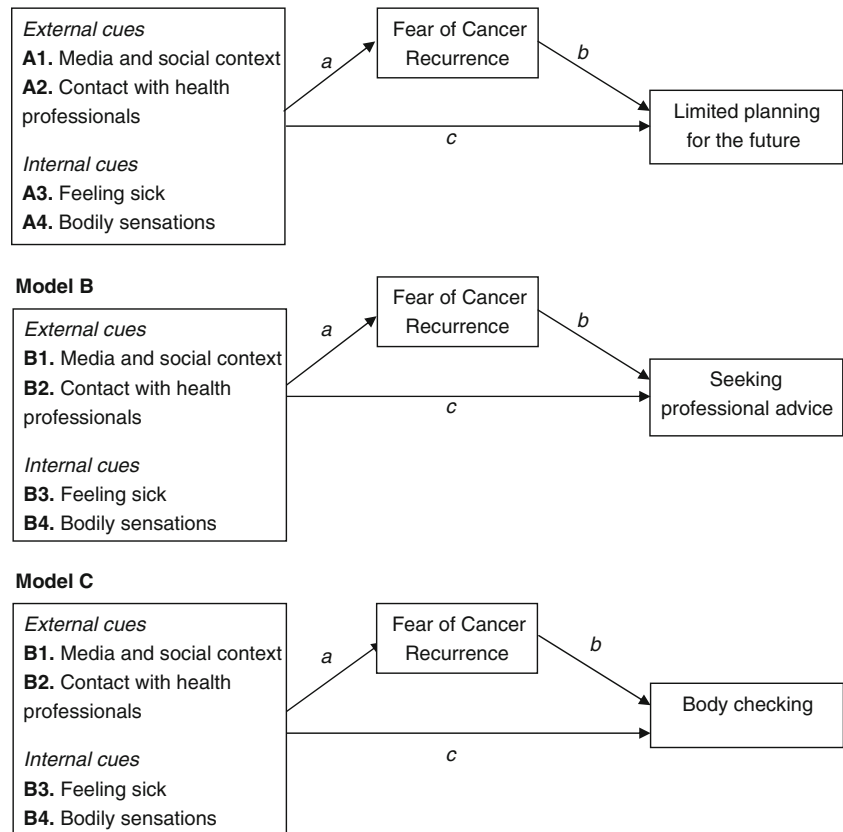 External cues
A1. Media and social context
A2. Contact with health
professionals
Internal cues
A3. Feeling sick
A4. Bodily sensations
a
Fear of Cancer
Recurrence
b
c
Limited planning
for the future
Model B
External cues
B1. Media and social context
B2. Contact with health
professionals
Internal cues
B3. Feeling sick
B4. Bodily sensations
a
Fear of Cancer
Recurrence
b
c
Seeking
professional advice
Model C
External cues
B1. Media and social context
B2. Contact with health
professionals
Internal cues
B3. Feeling sick
B4. Bodily sensations
a
Fear of Cancer
Recurrence
b
c
Body checking